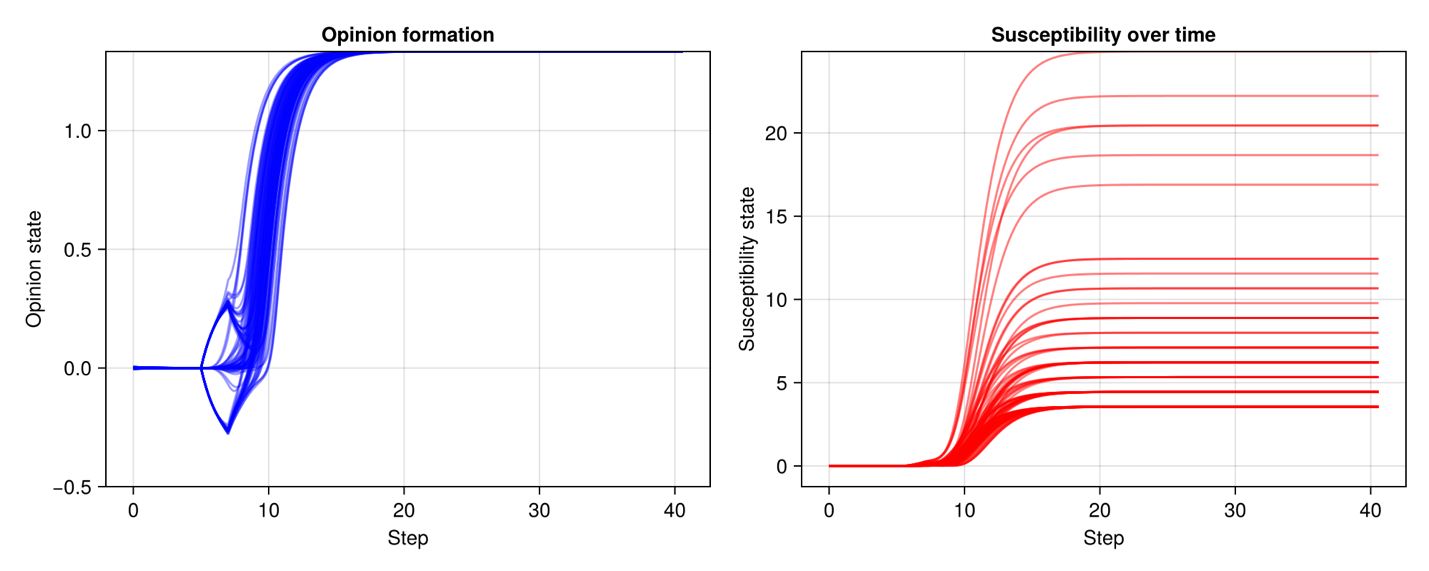 Opinion formation
Opinion state
1.0
0.5
0.0
−0.5
0 10 20 30 40
Step
Susceptibility over time
Susceptibility state
20
15
10
5
0
0 10 20 30 40
Step